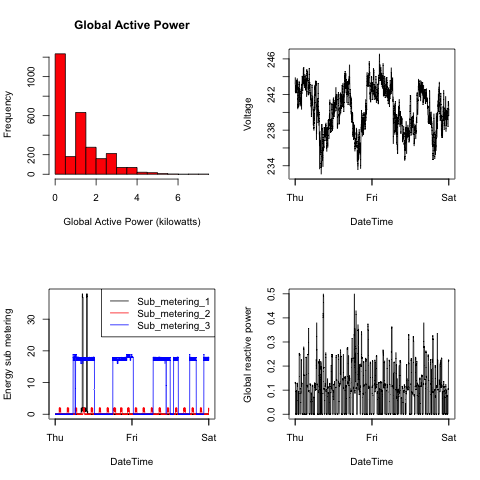 Global Active Power
Frequency
0 200 600 1000
0 2 4 6
Global Active Power (kilowatts)
Voltage
234 238 242 246
Thu Fri Sat
DateTime
Energy sub metering
0 10 20 30
Sub_metering_1
Sub_metering_2
Sub_metering_3
Thu Fri Sat
DateTime
Global reactive power
0.0 0.1 0.2 0.3 0.4 0.5
Thu Fri Sat
DateTime